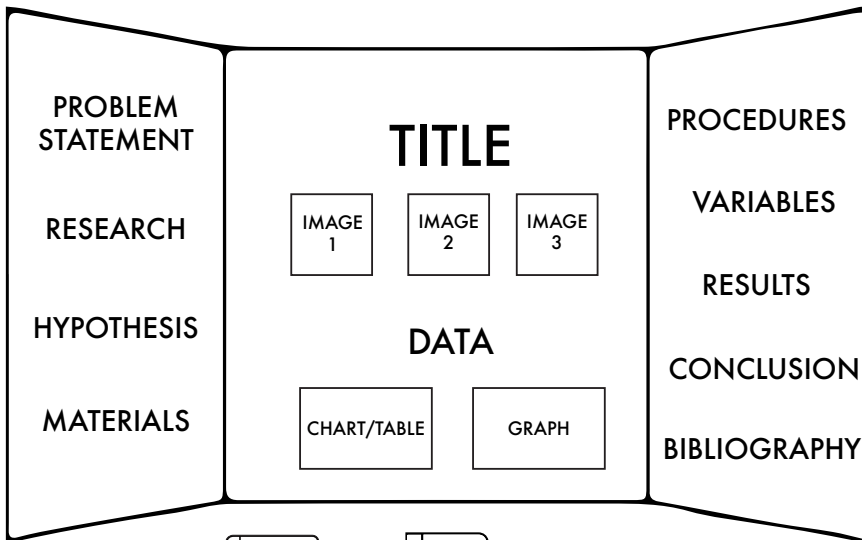 PROBLEM
STATEMENT
RESEARCH
HYPOTHESIS
MATERIALS
TITLE
IMAGE
1
IMAGE
2
IMAGE
3
DATA
CHART/TABLE
GRAPH
PROCEDURES
VARIABLES
RESULTS
CONCLUSION
BIBLIOGRAPHY